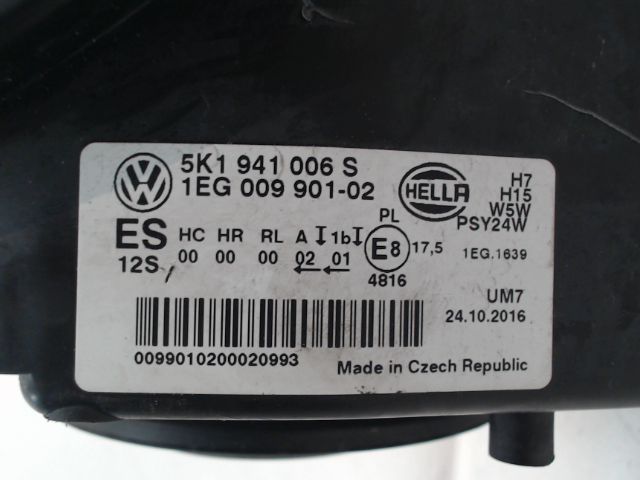 VW 5K1 941 006 S
1EG 009 901-02
HELLA
H7
H15
W5W
PSY24W
ES HC HR RL A 1b PL
12S, 00 00 00 02 01 E8 17,5 1EG.1639
4816
UM7
24.10.2016
0099010200020993
Made in Czech Republic